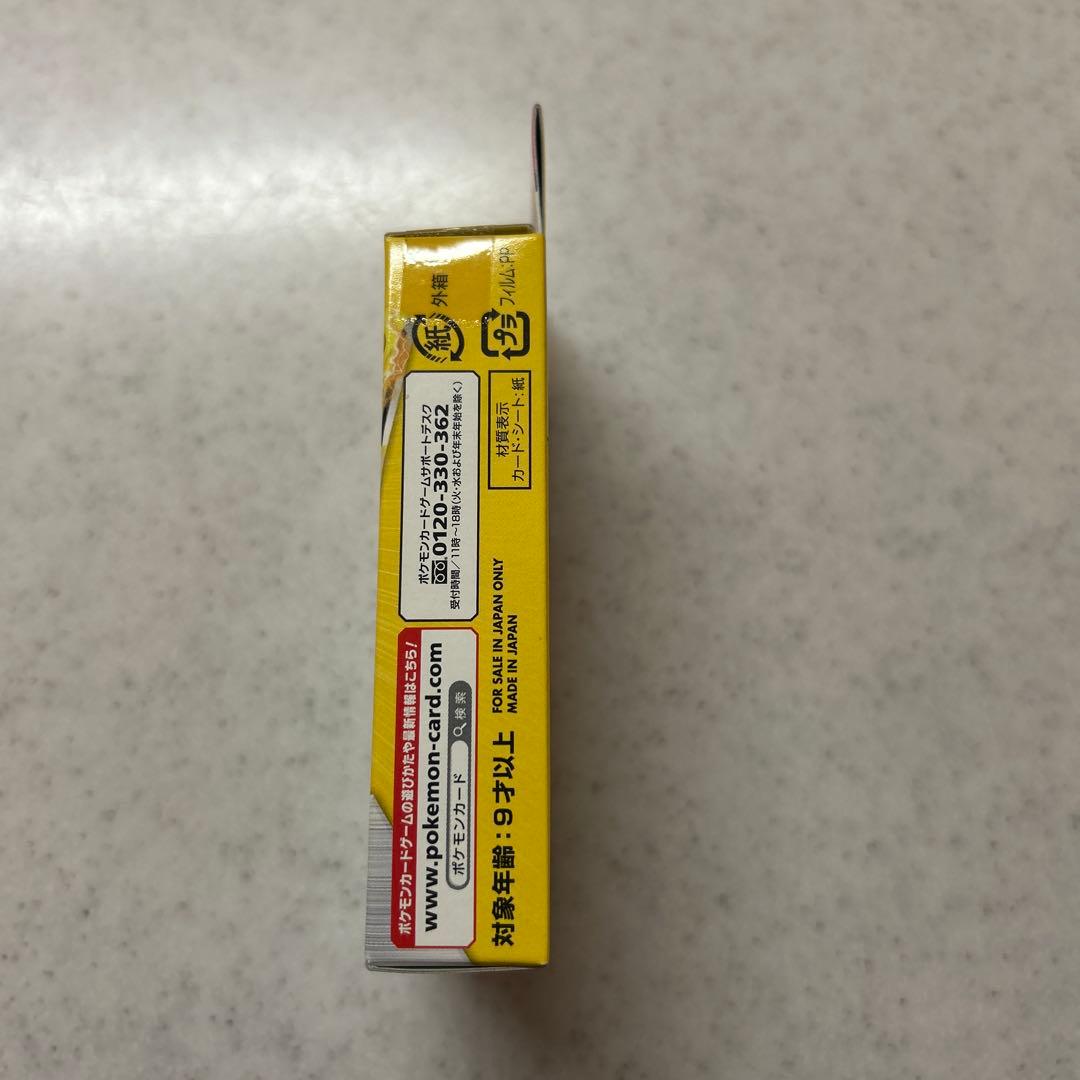 ポケモンカードゲームの遊びかたや最新情報はこちら!
www.pokemon-card.com
ポケモンカード 検索
ポケモンカードゲームサポートデスク
0120-330-362
受付時間/11時~18時(火・水および年末年始を除く)
紙 外箱
対象年齢:9才以上
FOR SALE IN JAPAN ONLY
MADE IN JAPAN
材質表示
カード・シート:紙
プラ フィルム:PP